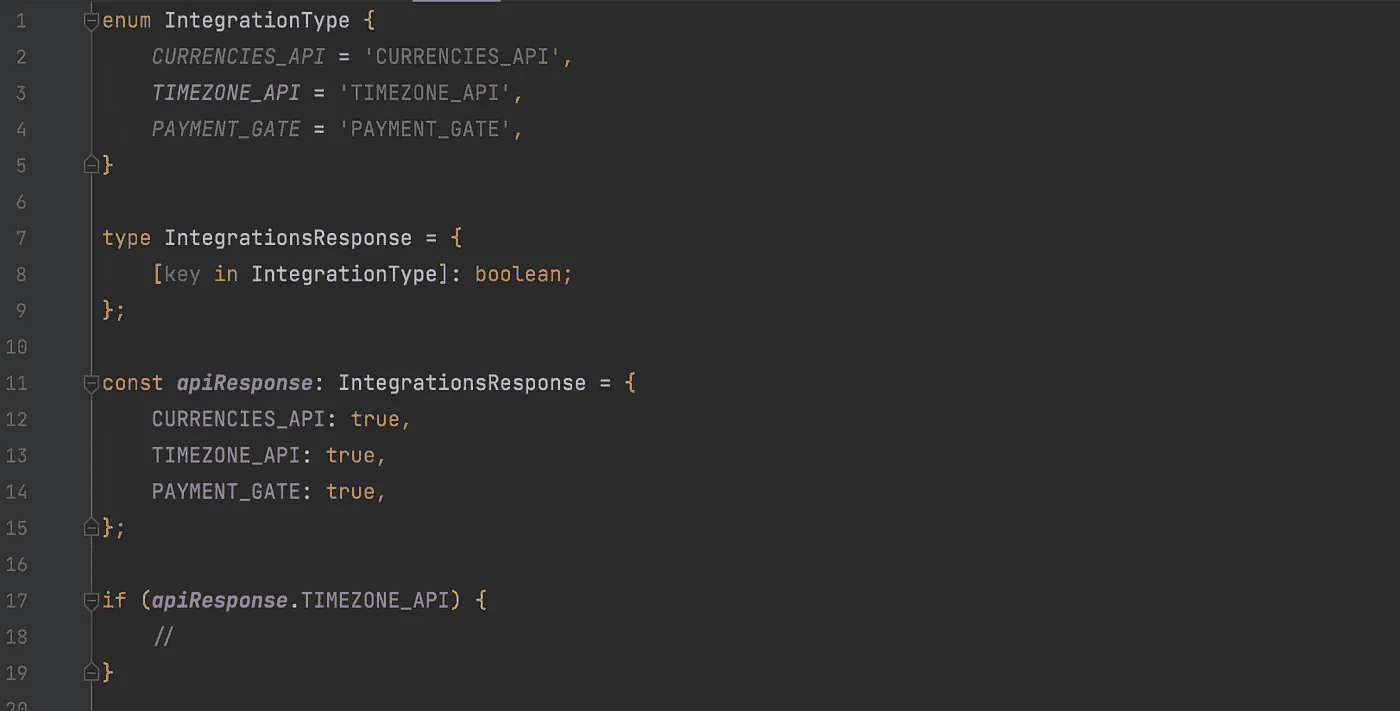 1 enum IntegrationType {
2 CURRENCIES_API = 'CURRENCIES_API',
3 TIMEZONE_API = 'TIMEZONE_API',
4 PAYMENT_GATE = 'PAYMENT_GATE',
5 }
6
7 type IntegrationsResponse = {
8 [key in IntegrationType]: boolean;
9 };
10
11 const apiResponse: IntegrationsResponse = {
12 CURRENCIES_API: true,
13 TIMEZONE_API: true,
14 PAYMENT_GATE: true,
15 };
16
17 if (apiResponse.TIMEZONE_API) {
18 //
19 }
20